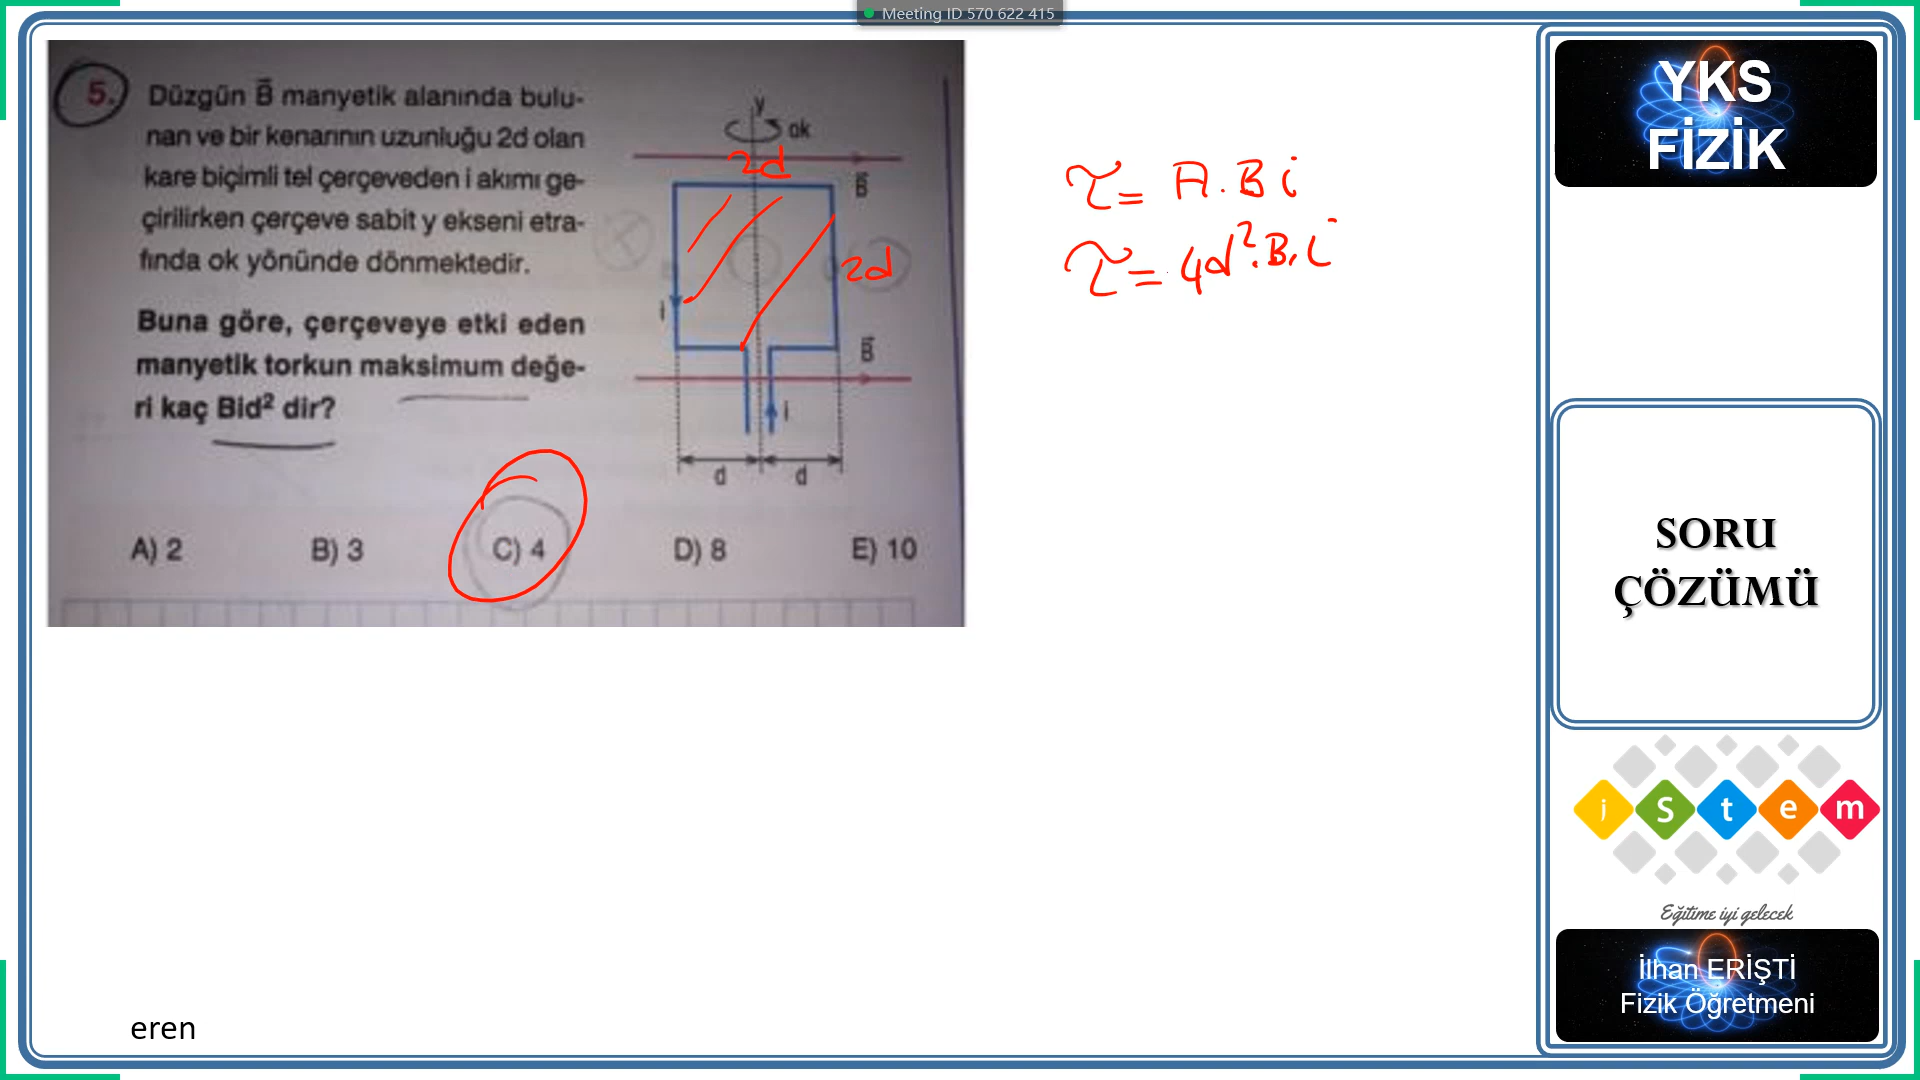 Meeting ID 570 622 415
5. Düzgün B manyetik alanında bulu-
nan ve bir kenarının uzunluğu 2d olan
kare biçimli tel çerçeveden i akımı ge-
çirilirken çerçeve sabit y ekseni etra-
fında ok yönünde dönmektedir.
Buna göre, çerçeveye etki eden
manyetik torkun maksimum değe-
ri kaç Bid² dir?
y
ok
2d
B
2d
i
B
i
d d
A) 2 B) 3 C) 4 D) 8 E) 10
τ = A.Bi
τ = 4d².B.i
YKS
FİZİK
SORU
ÇÖZÜMÜ
iStem
Eğitime iyi gelecek
İlhan ERİŞTİ
Fizik Öğretmeni
eren